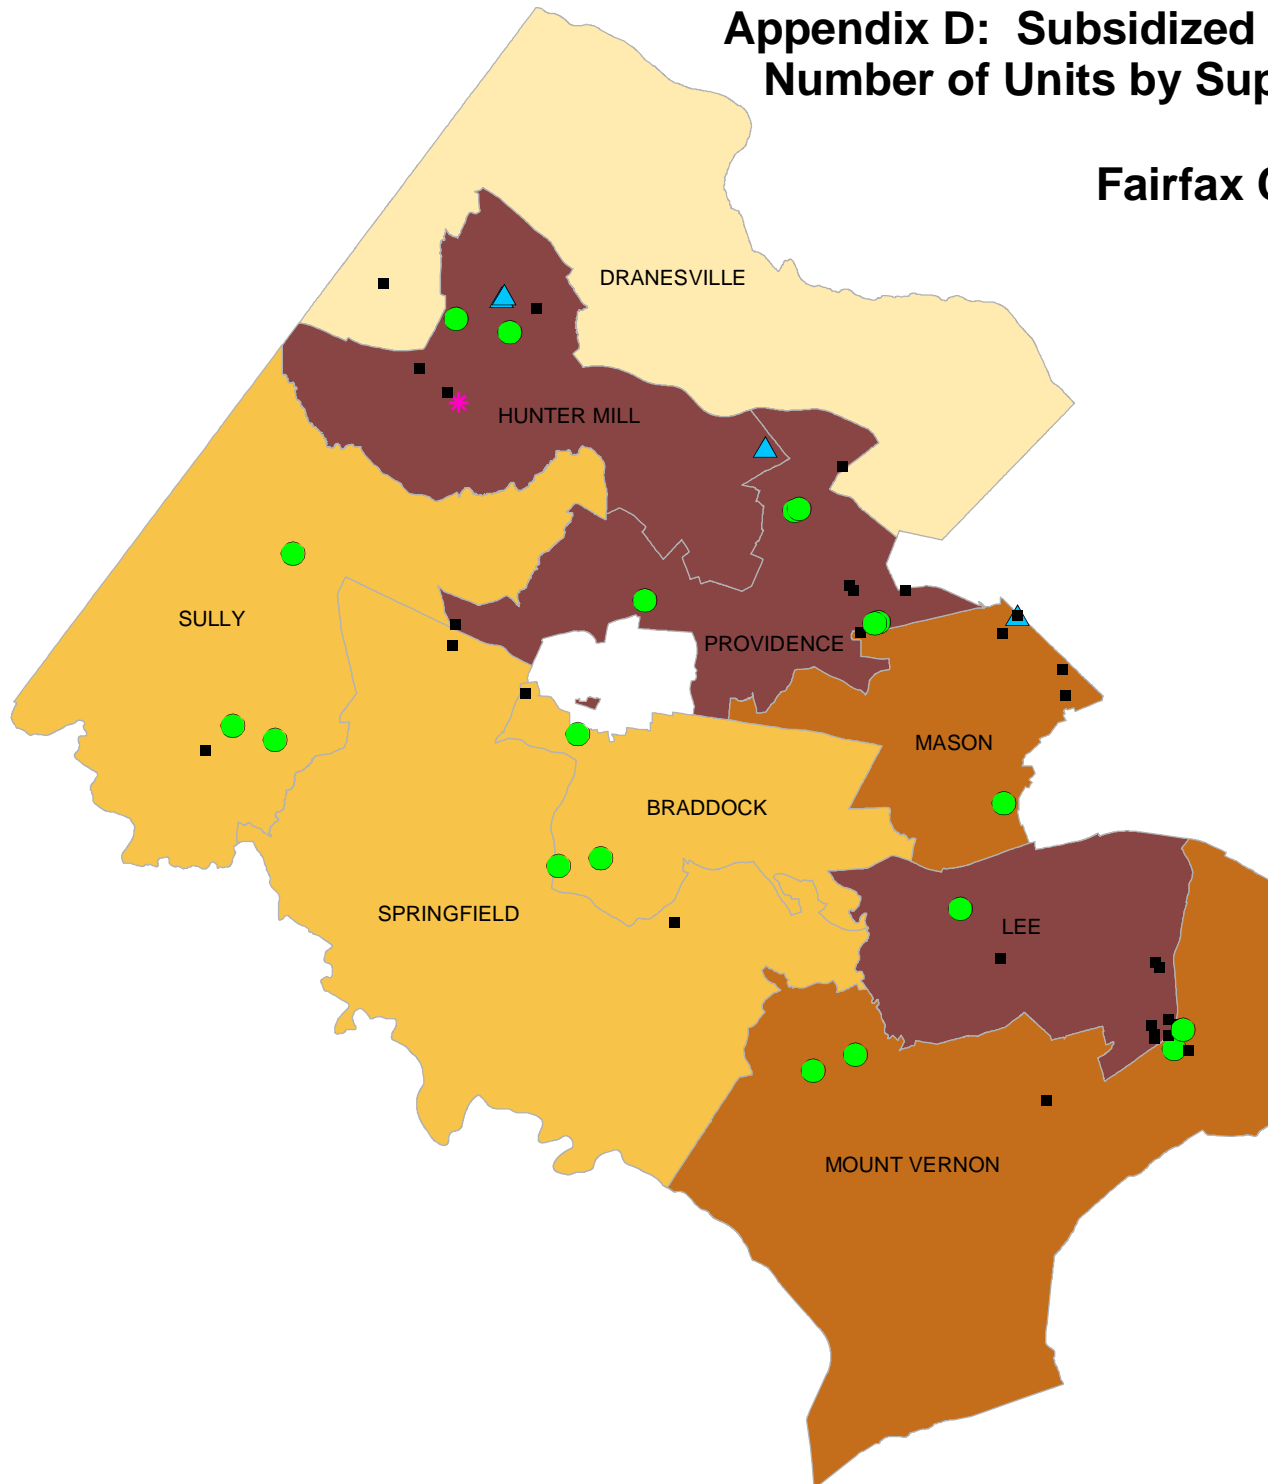 Appendix D: Subsidized
Number of Units by Sup
Fairfax C
DRANESVILLE
HUNTER MILL
SULLY
PROVIDENCE
MASON
BRADDOCK
SPRINGFIELD
LEE
MOUNT VERNON